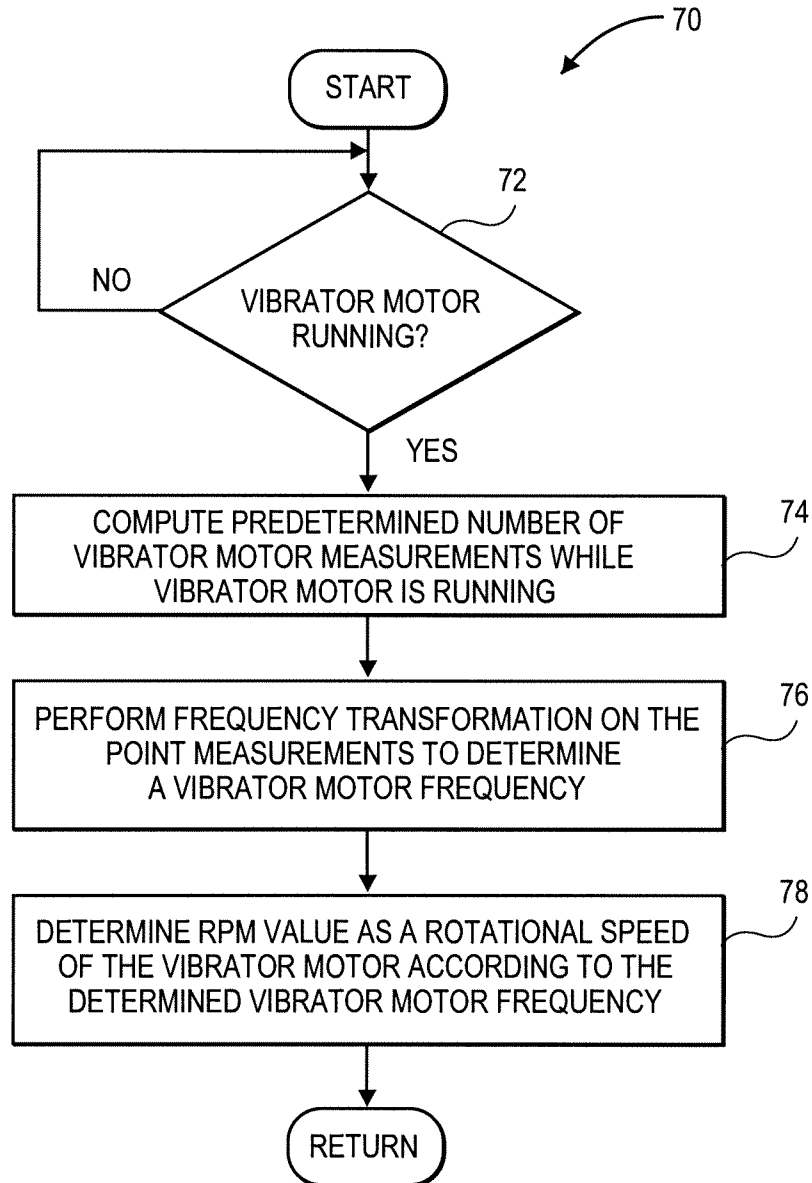 70
START
72
NO
VIBRATOR MOTOR
RUNNING?
YES
COMPUTE PREDETERMINED NUMBER OF
VIBRATOR MOTOR MEASUREMENTS WHILE
VIBRATOR MOTOR IS RUNNING
74
PERFORM FREQUENCY TRANSFORMATION ON THE
POINT MEASUREMENTS TO DETERMINE
A VIBRATOR MOTOR FREQUENCY
76
DETERMINE RPM VALUE AS A ROTATIONAL SPEED
OF THE VIBRATOR MOTOR ACCORDING TO THE
DETERMINED VIBRATOR MOTOR FREQUENCY
78
RETURN